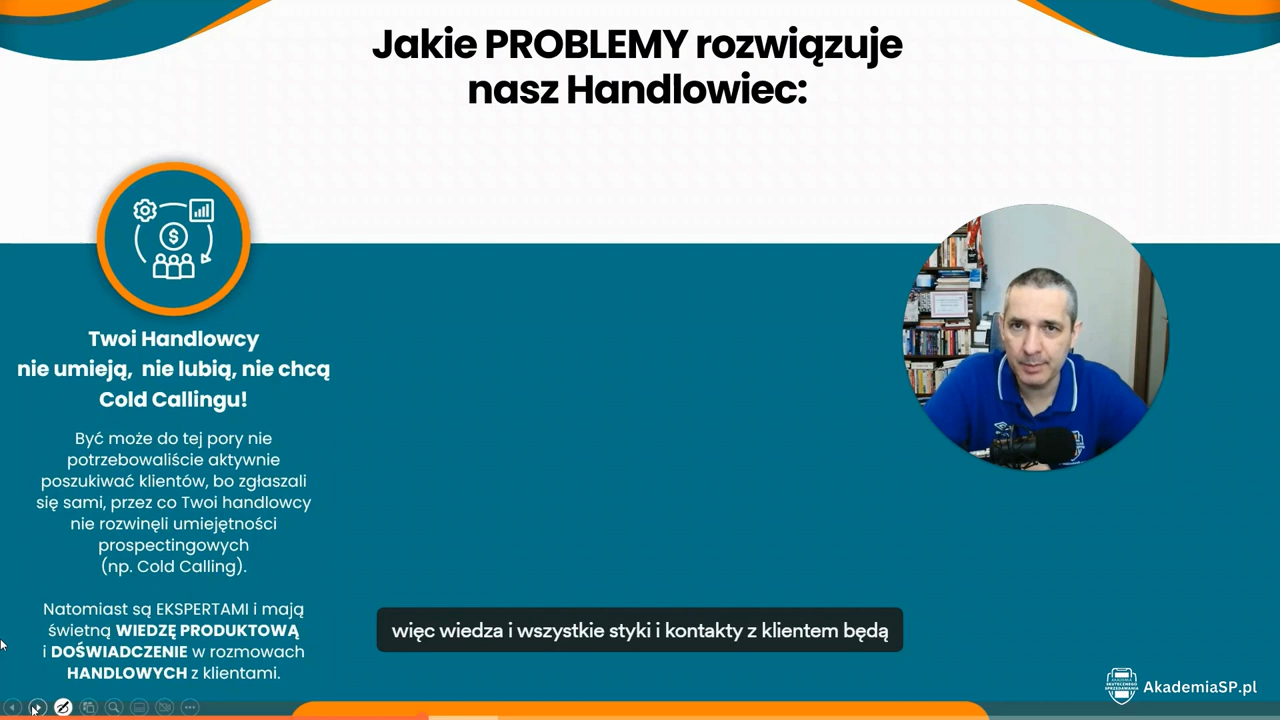 Jakie PROBLEMY rozwiązuje
nasz Handlowiec:
Twoi Handlowcy
nie umieją, nie lubią, nie chcą
Cold Callingu!
Być może do tej pory nie
potrzebowaliście aktywnie
poszukiwać klientów, bo zgłaszali
się sami, przez co Twoi handlowcy
nie rozwinęli umiejętności
prospectingowych
(np. Cold Calling).
Natomiast są EKSPERTAMI i mają
świetną WIEDZĘ PRODUKTOWĄ
i DOŚWIADCZENIE w rozmowach
HANDLOWYCH z klientami.
więc wiedza i wszystkie styki i kontakty z klientem będą
AkademiaSP.pl